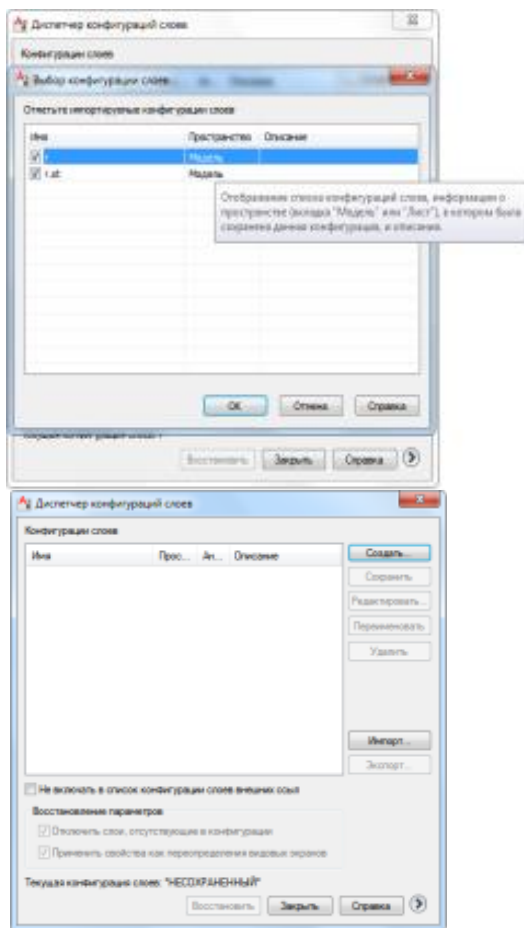 Диспетчер конфигураций слоев
Конфигурации слоев
Выбор конфигурации слоев
Отметьте импортируемые конфигурации слоев
Имя Пространство Описание
Модель
Модель
Отображение списка конфигураций слоев, информации о
пространстве (вкладка "Модель" или "Лист"), в котором была
сохранена данная конфигурация, и описания.
OK Отмена Справка
Восстановить Закрыть Справка
Диспетчер конфигураций слоев
Конфигурации слоев
Имя Прос... Ан... Описание
Создать...
Сохранить
Редактировать...
Переименовать
Удалить
Импорт...
Экспорт...
Не включать в список конфигурации слоев внешних ссыл
Восстановление параметров
Отключить слои, отсутствующие в конфигурации
Применить свойства как переопределения видовых экранов
Текущая конфигурация слоев: "НЕСОХРАНЕННЫЙ"
Восстановить Закрыть Справка